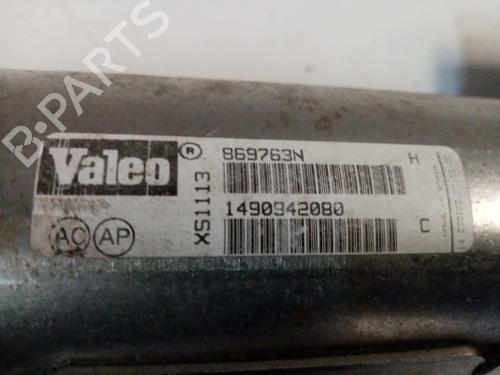 B-PARTS
Valeo ®
869763N
H
XS1113
1490942080
C
AC AP